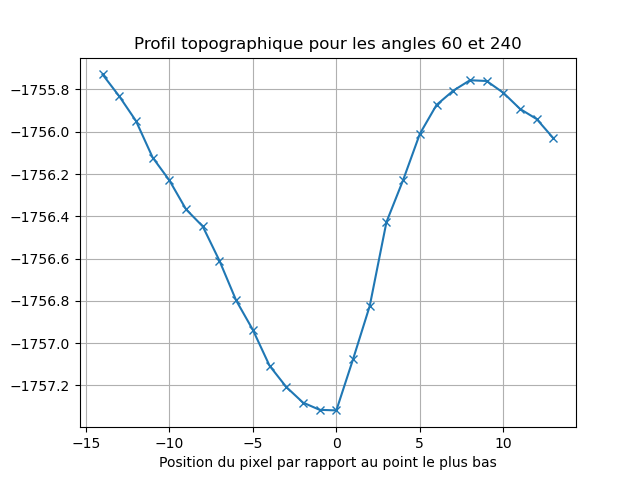 Profil topographique pour les angles 60 et 240
−1755.8
−1756.0
−1756.2
−1756.4
−1756.6
−1756.8
−1757.0
−1757.2
−15 −10 −5 0 5 10
Position du pixel par rapport au point le plus bas